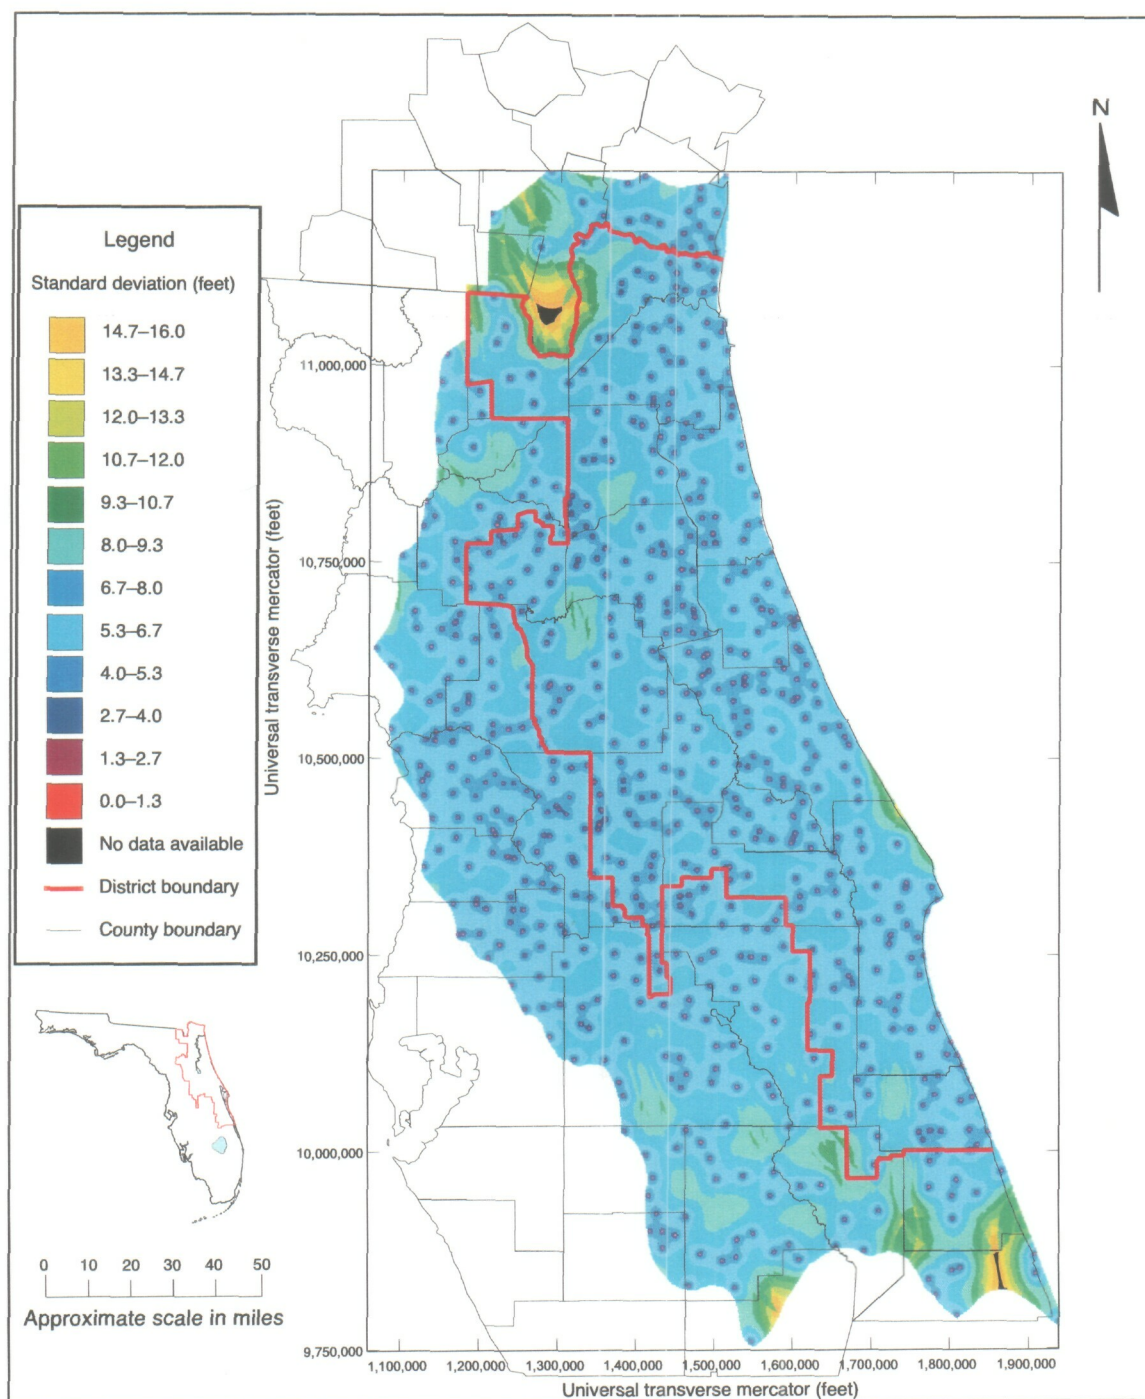 N
Legend
Standard deviation (feet)
14.7–16.0
13.3–14.7
12.0–13.3
10.7–12.0
9.3–10.7
8.0–9.3
6.7–8.0
5.3–6.7
4.0–5.3
2.7–4.0
1.3–2.7
0.0–1.3
No data available
District boundary
County boundary
Universal transverse mercator (feet)
11,000,000
10,750,000
10,500,000
10,250,000
10,000,000
9,750,000
0 10 20 30 40 50
Approximate scale in miles
1,100,000 1,200,000 1,300,000 1,400,000 1,500,000 1,600,000 1,700,000 1,800,000 1,900,000
Universal transverse mercator (feet)